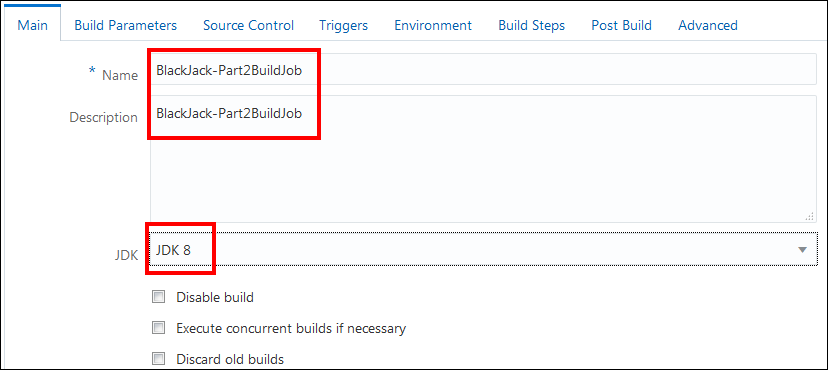 Main Build Parameters Source Control Triggers Environment Build Steps Post Build Advanced
* Name BlackJack-Part2BuildJob
Description BlackJack-Part2BuildJob
JDK JDK 8
Disable build
Execute concurrent builds if necessary
Discard old builds